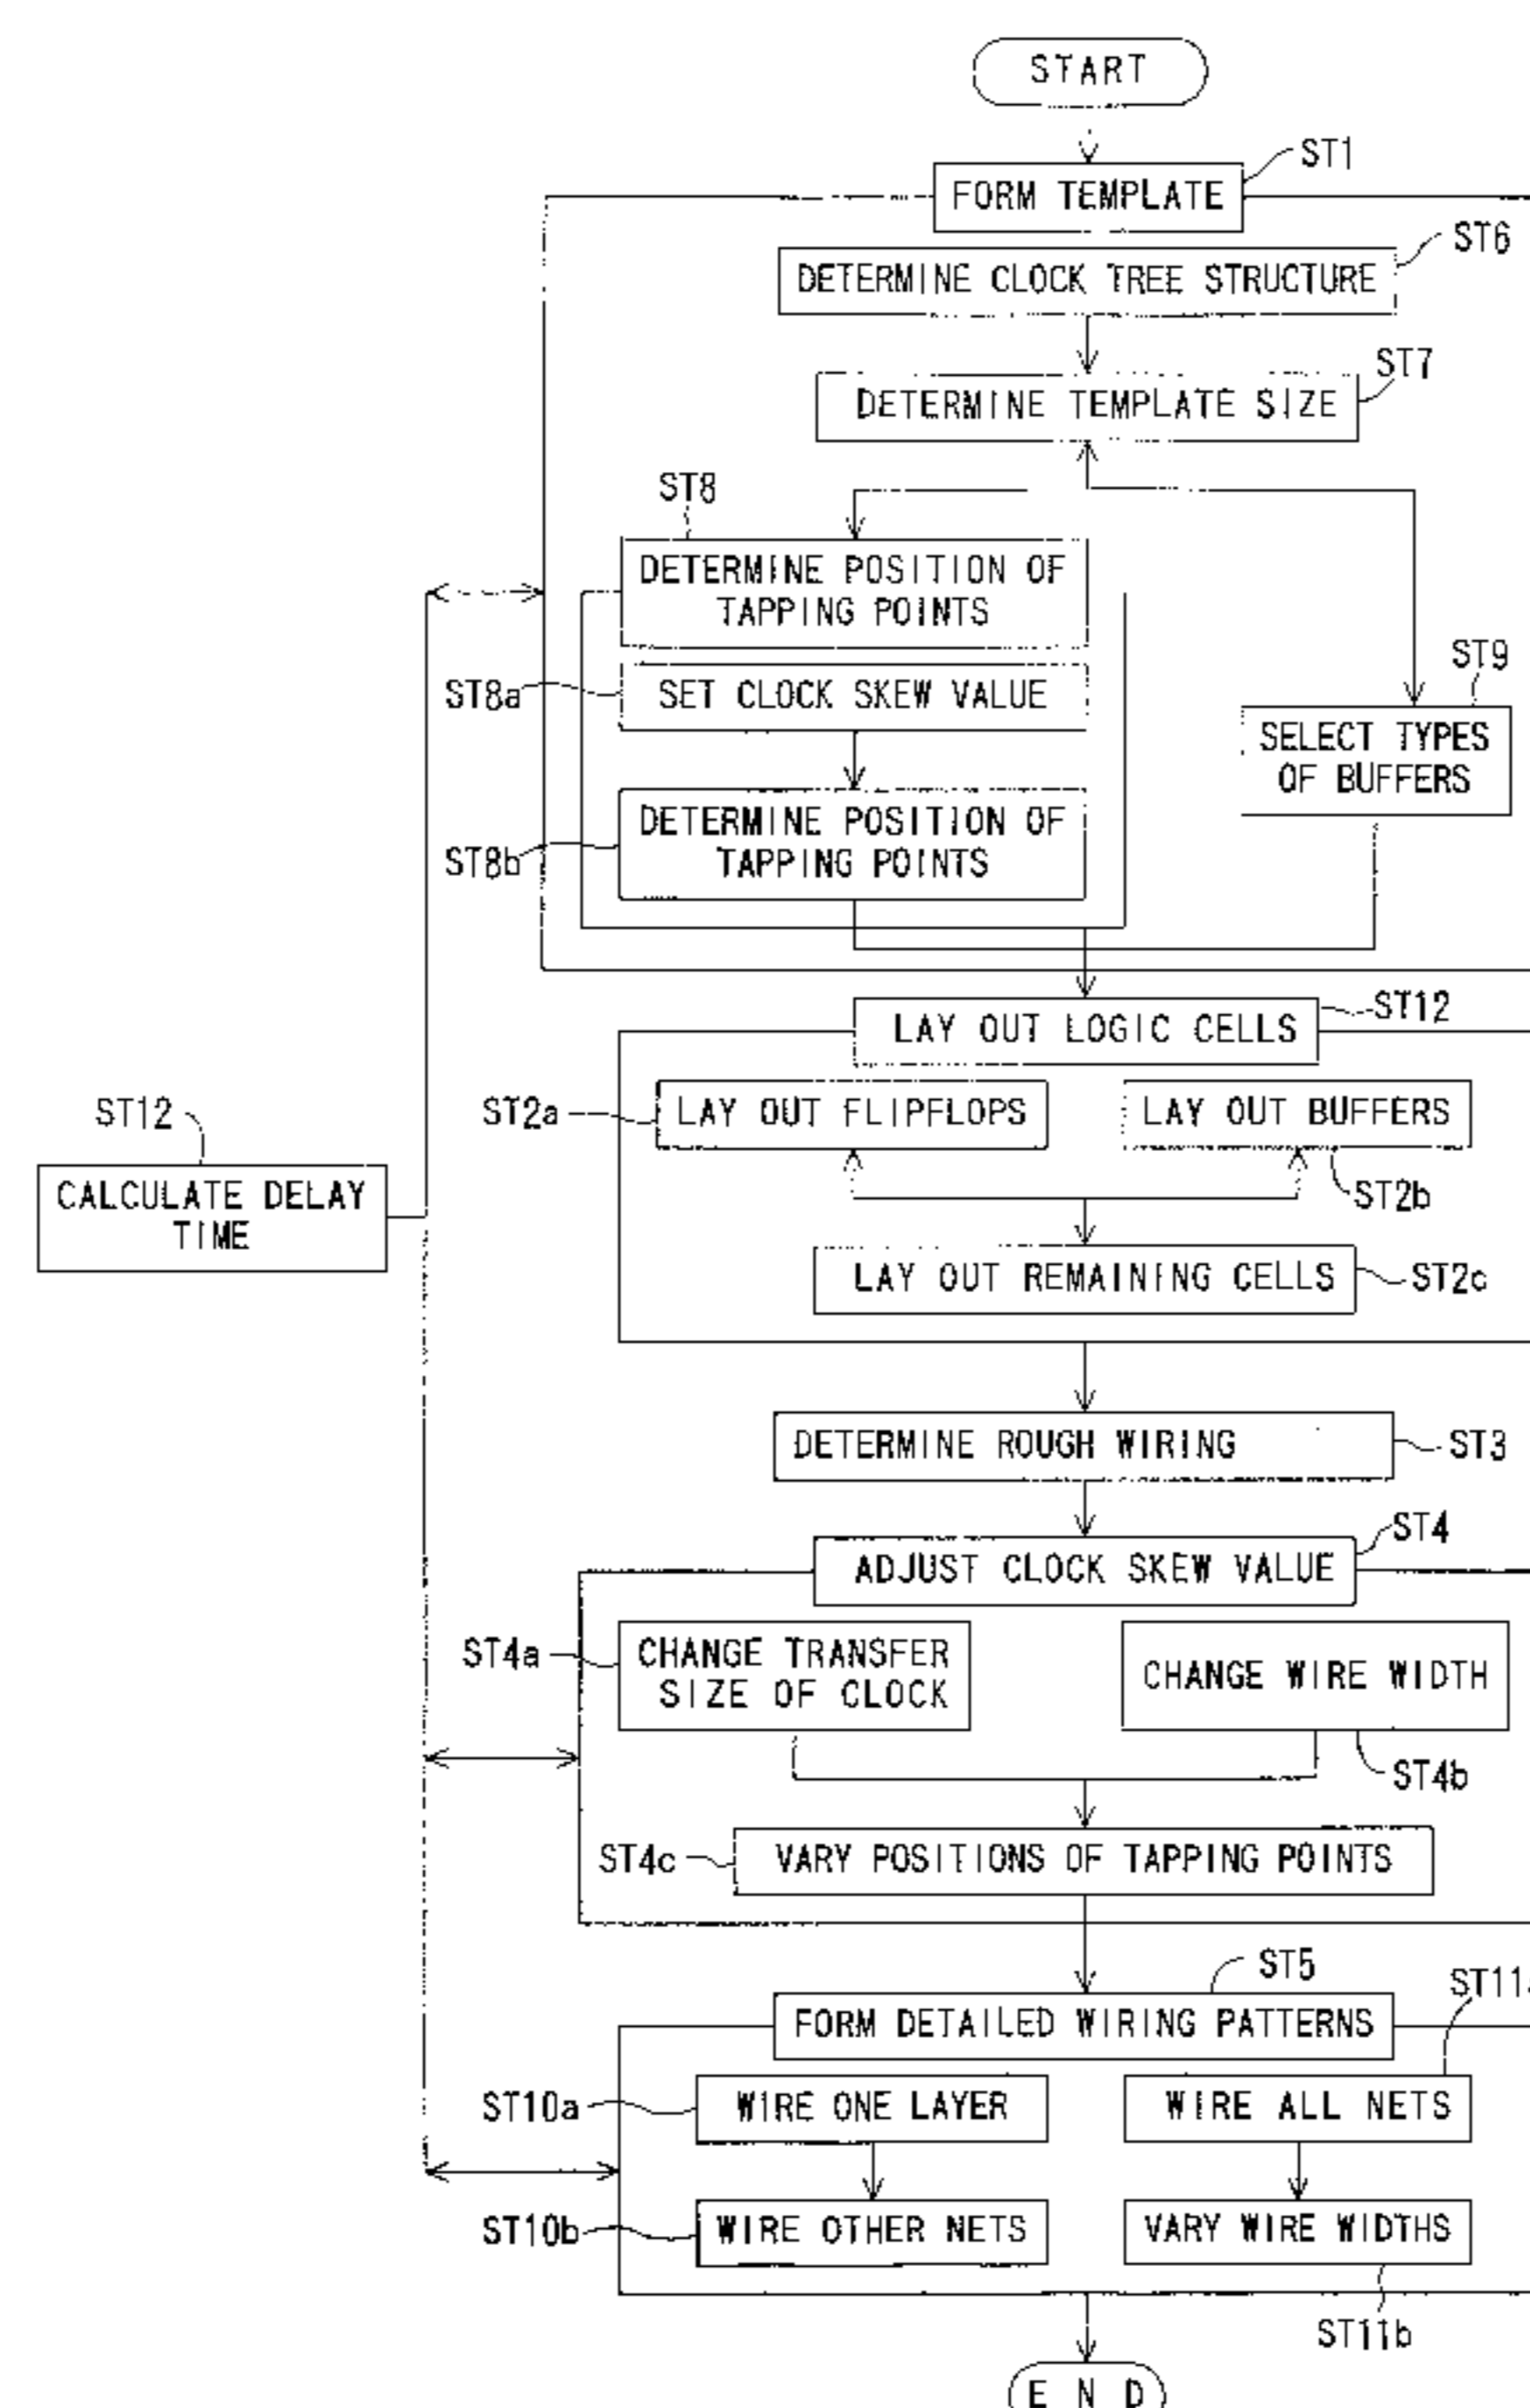 START
ST1
FORM TEMPLATE
ST6
DETERMINE CLOCK TREE STRUCTURE
ST7
DETERMINE TEMPLATE SIZE
ST8
DETERMINE POSITION OF
TAPPING POINTS
ST9
ST8a
SET CLOCK SKEW VALUE
SELECT TYPES
OF BUFFERS
DETERMINE POSITION OF
TAPPING POINTS
ST8b
ST12
LAY OUT LOGIC CELLS
ST12
CALCULATE DELAY
TIME
ST2a
LAY OUT FLIPFLOPS
LAY OUT BUFFERS
ST2b
LAY OUT REMAINING CELLS
ST2c
DETERMINE ROUGH WIRING
ST3
ST4
ADJUST CLOCK SKEW VALUE
ST4a
CHANGE TRANSFER
SIZE OF CLOCK
CHANGE WIRE WIDTH
ST4b
ST4c
VARY POSITIONS OF TAPPING POINTS
ST5
ST11a
FORM DETAILED WIRING PATTERNS
ST10a
WIRE ONE LAYER
WIRE ALL NETS
ST10b
WIRE OTHER NETS
VARY WIRE WIDTHS
ST11b
E N D